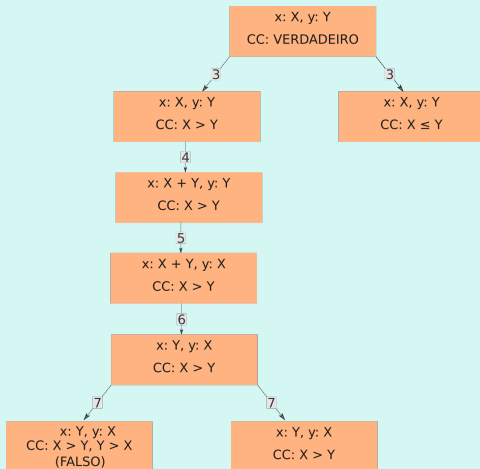 x: X, y: Y
CC: VERDADEIRO
3
3
x: X, y: Y
CC: X > Y
x: X, y: Y
CC: X ≤ Y
4
x: X + Y, y: Y
CC: X > Y
5
x: X + Y, y: X
CC: X > Y
6
x: Y, y: X
CC: X > Y
7
7
x: Y, y: X
CC: X > Y, Y > X
(FALSO)
x: Y, y: X
CC: X > Y